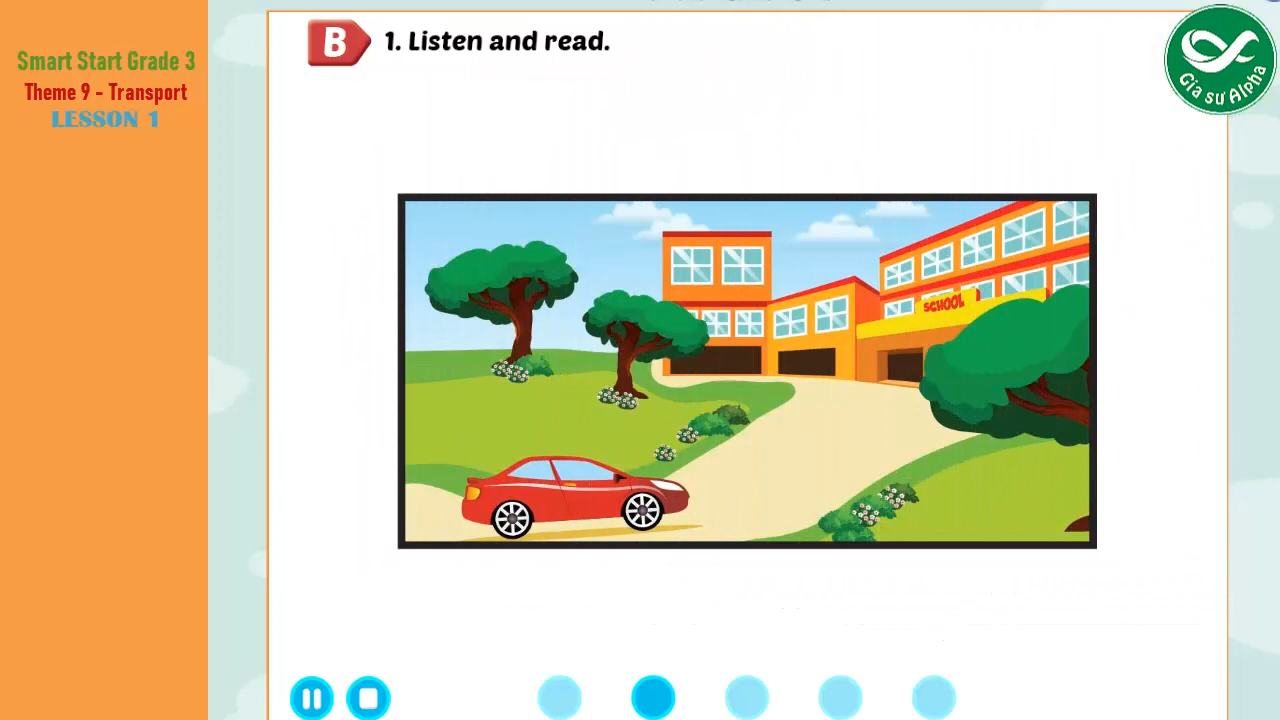 Smart Start Grade 3
Theme 9 - Transport
LESSON 1
B 1. Listen and read.
Gia sư Alpha
SCHOOL